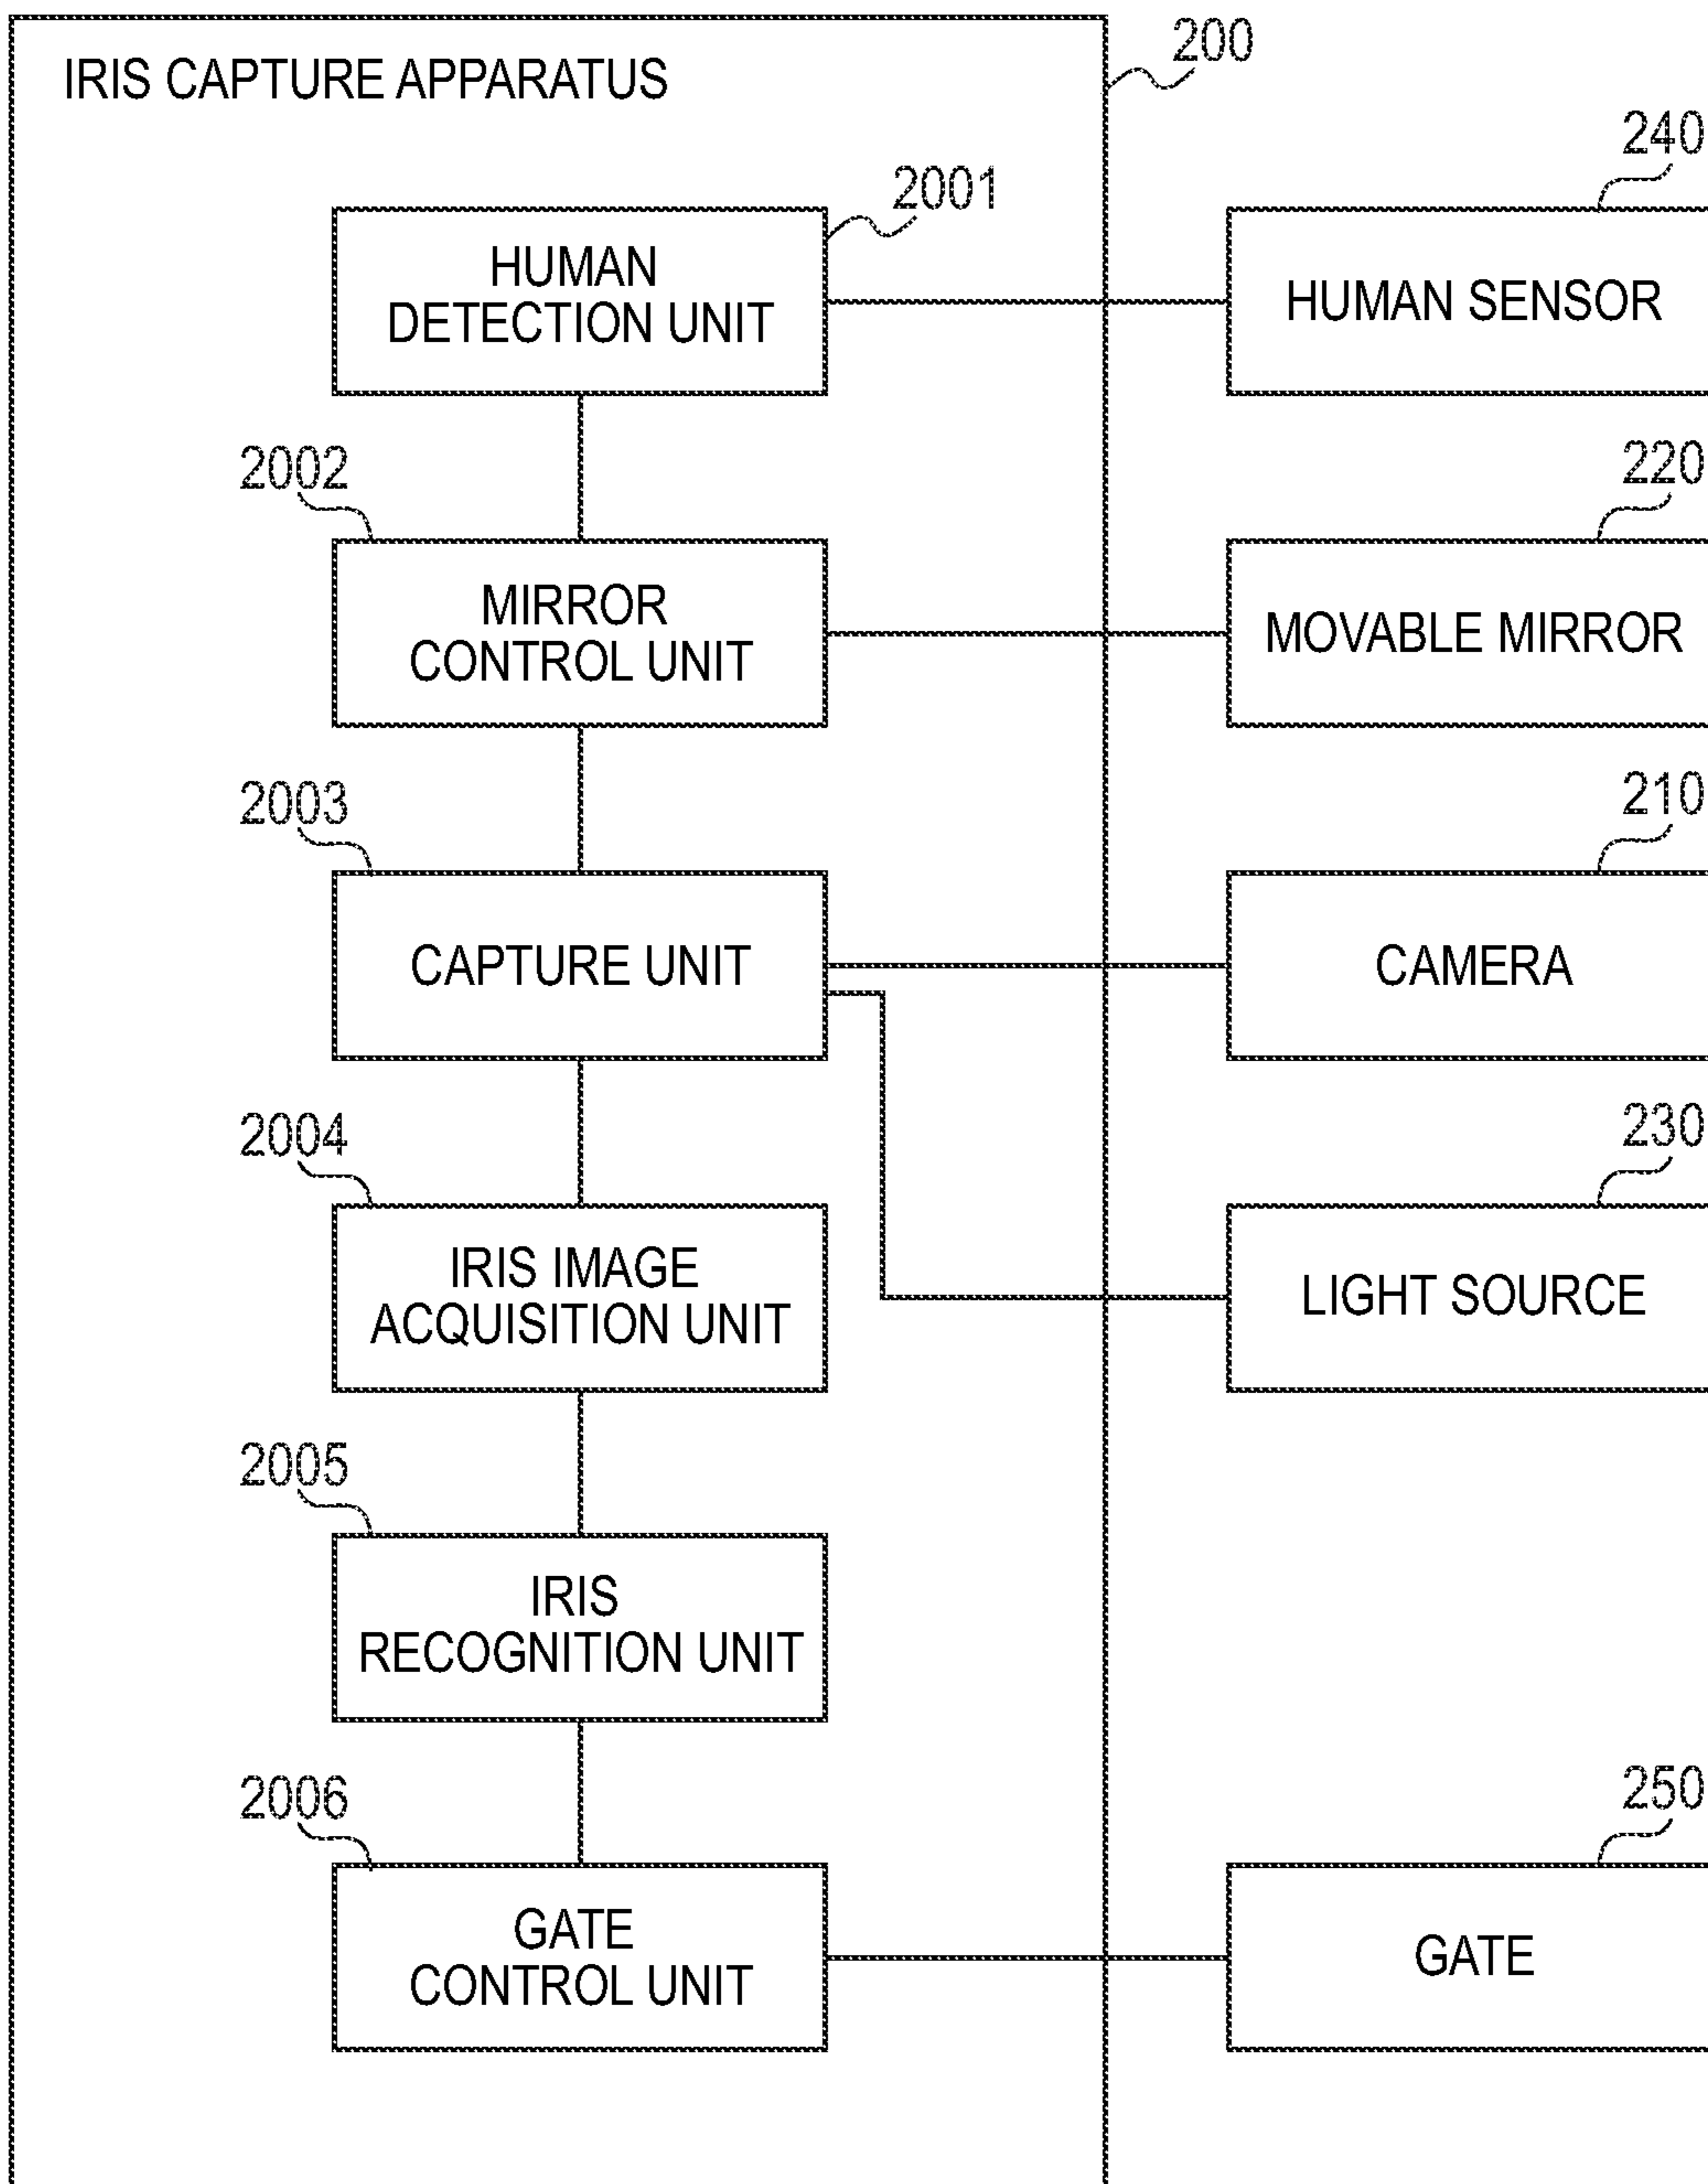 IRIS CAPTURE APPARATUS
200
2001
240
HUMAN
DETECTION UNIT
HUMAN SENSOR
2002
220
MIRROR
CONTROL UNIT
MOVABLE MIRROR
2003
210
CAPTURE UNIT
CAMERA
2004
230
IRIS IMAGE
ACQUISITION UNIT
LIGHT SOURCE
2005
IRIS
RECOGNITION UNIT
2006
250
GATE
CONTROL UNIT
GATE